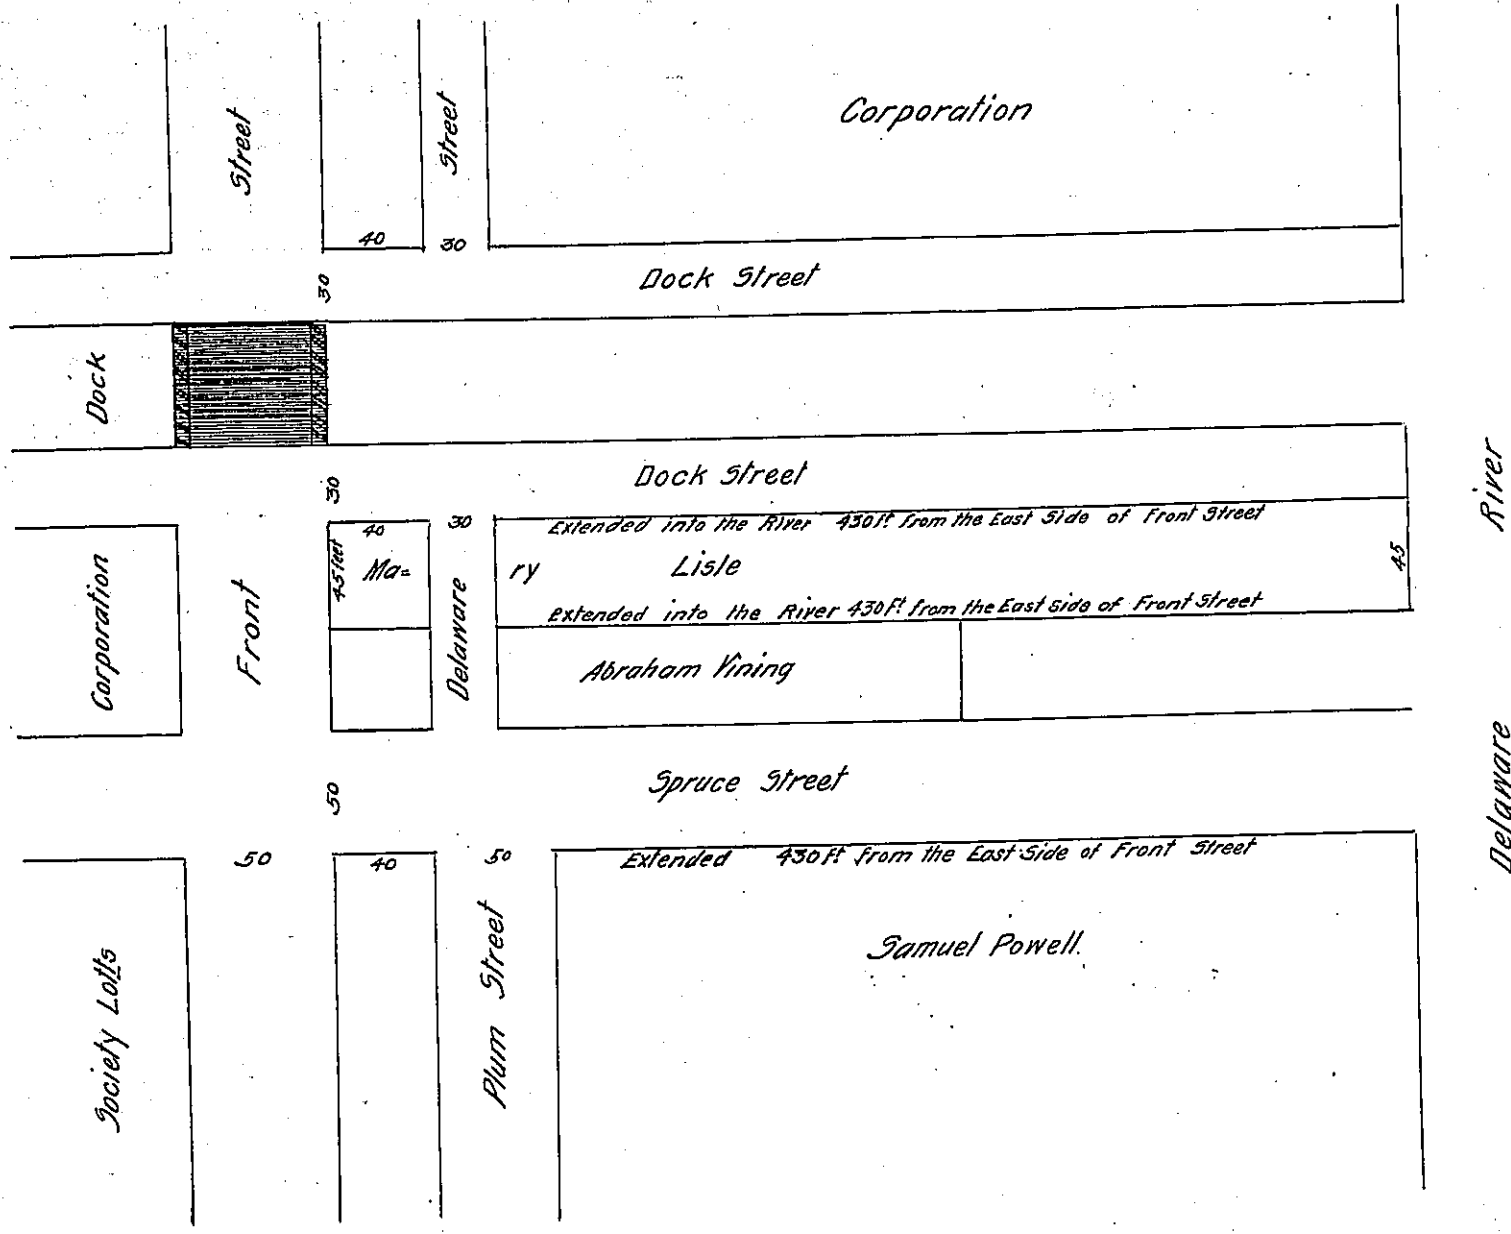 Corporation
Street
Street
40
30
30
Dock Street
Dock
River
Dock Street
30
40
30
Extended into the River 430ft from the East Side of Front Street
45 feet
Ma=
ry
Lisle
45
Extended into the River 430Ft from the East Side of Front Street
Corporation
Front
Delaware
Abraham Vining
Delaware
Spruce Street
50
50
40
50
Extended 430ft from the East Side of Front Street
Samuel Powell.
Plum Street
Society Lotts